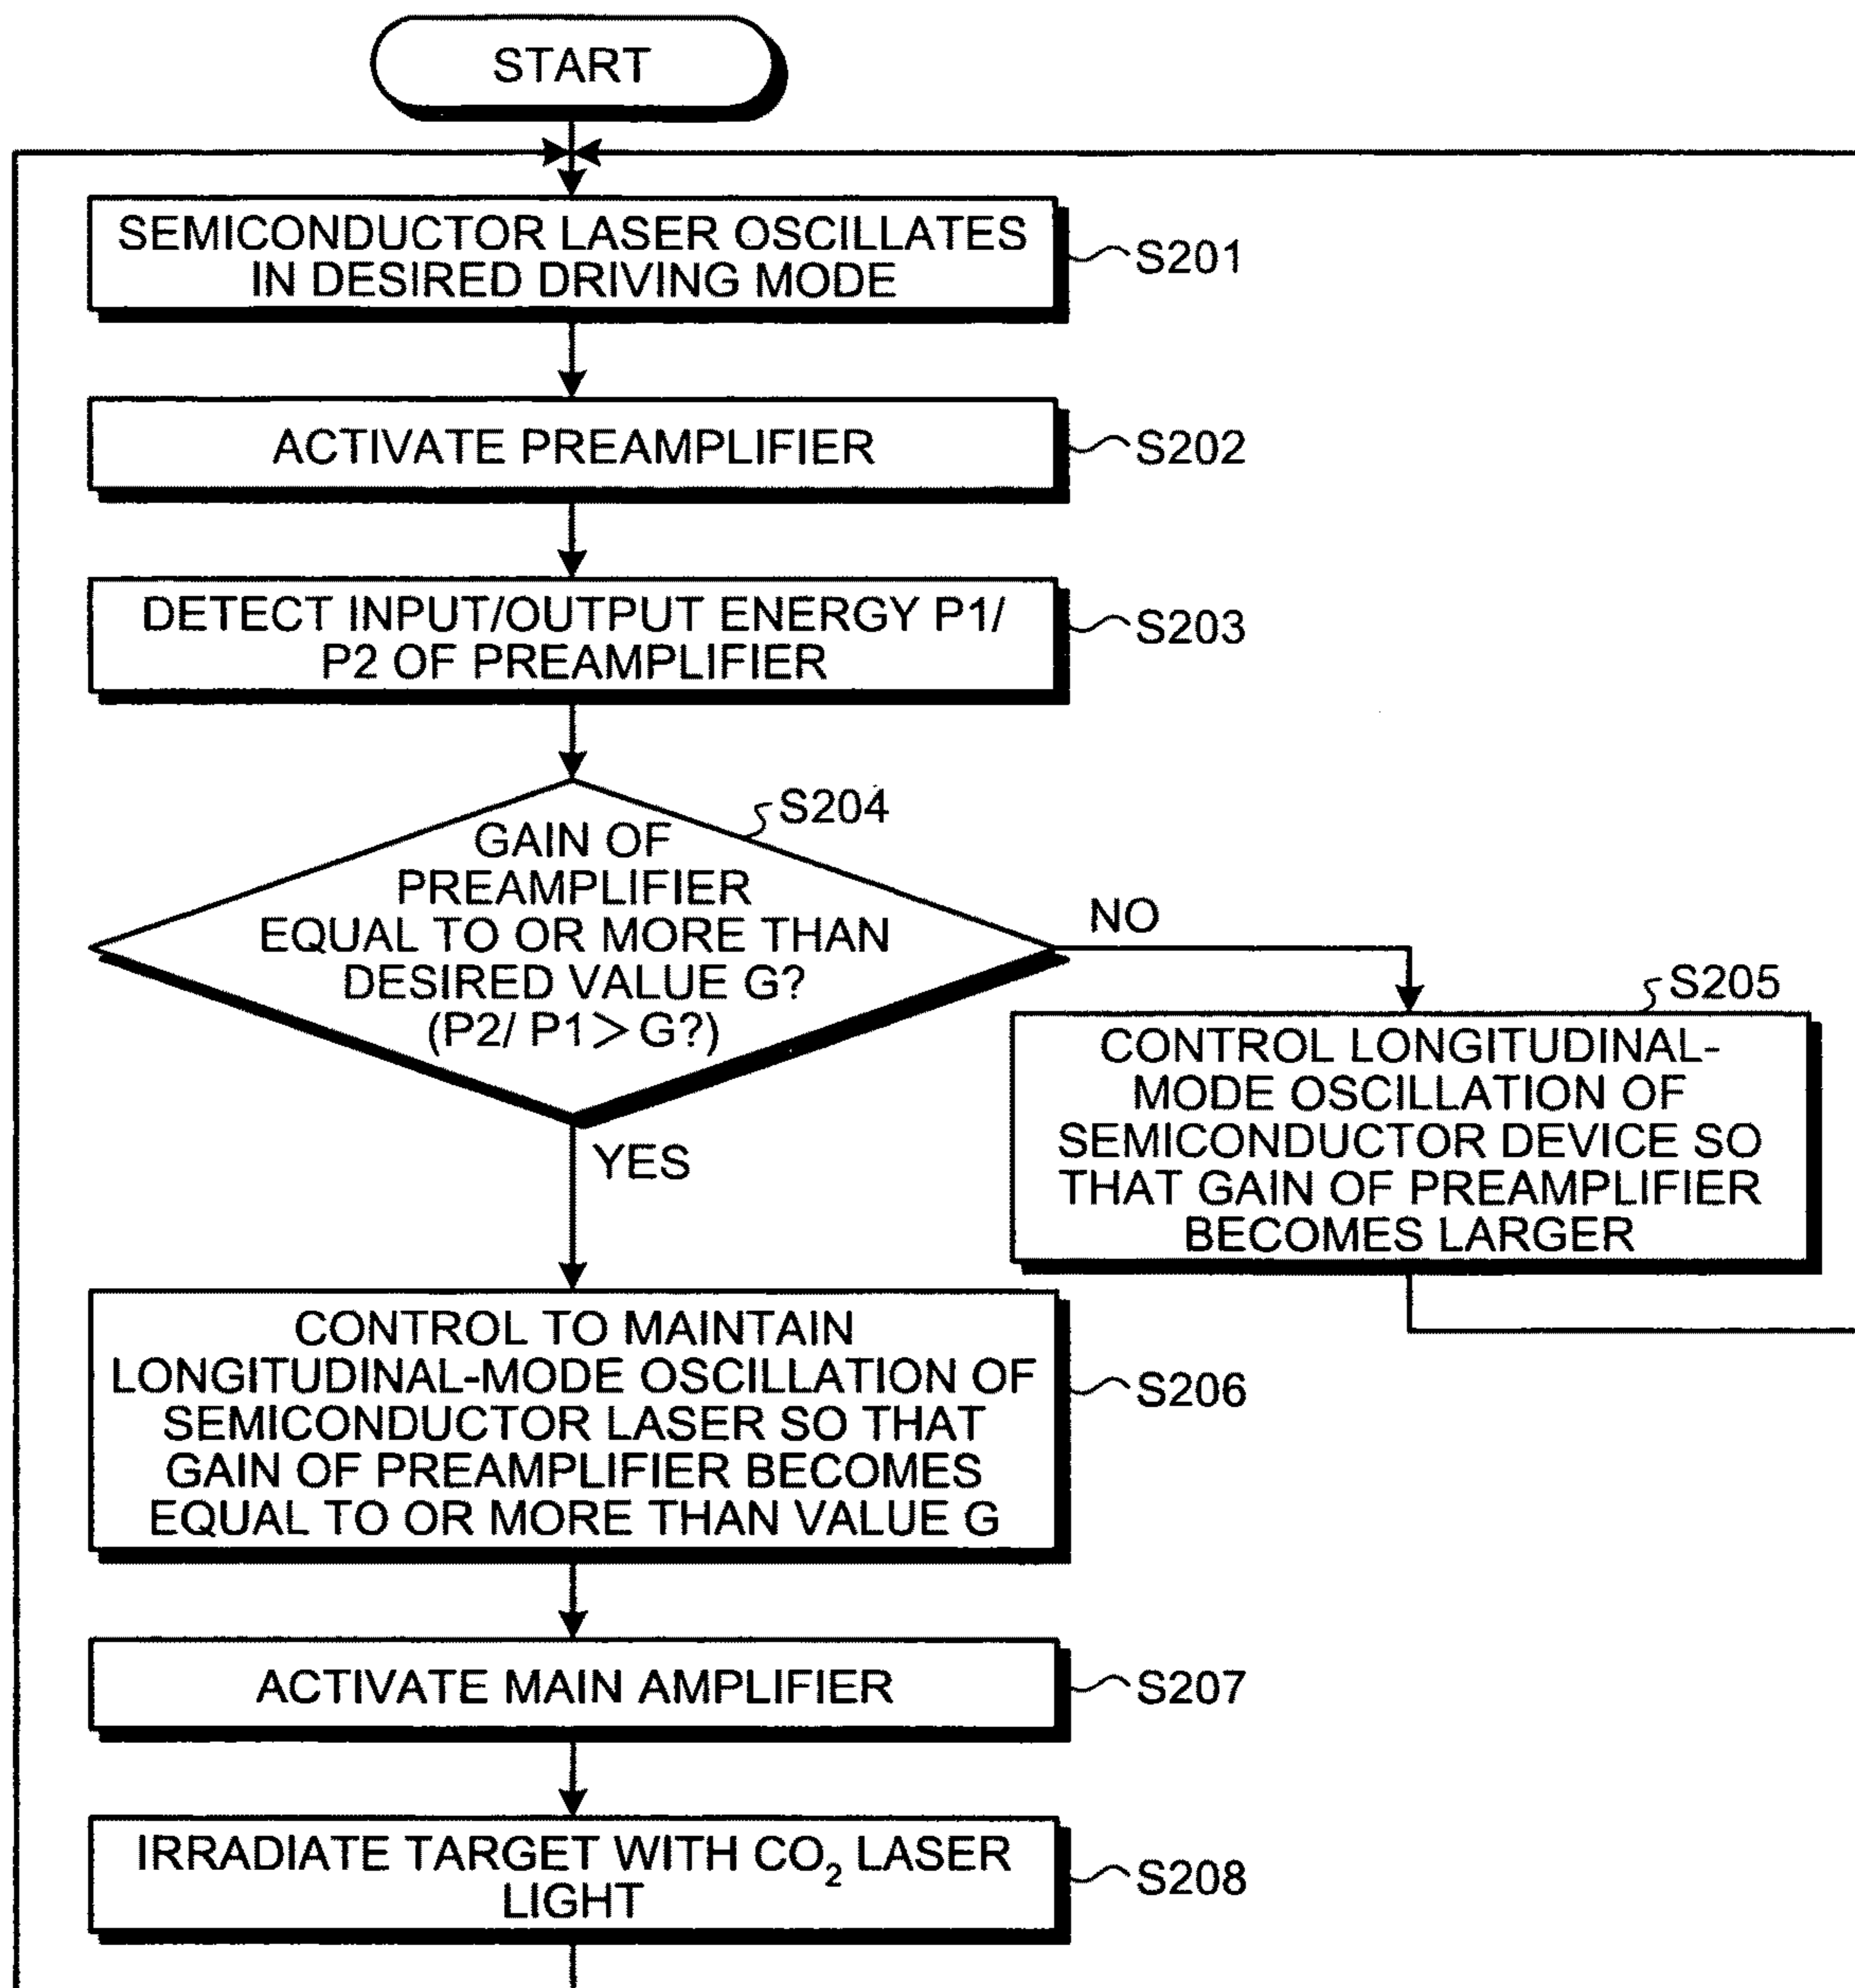 START
SEMICONDUCTOR LASER OSCILLATES
IN DESIRED DRIVING MODE
S201
ACTIVATE PREAMPLIFIER
S202
DETECT INPUT/OUTPUT ENERGY P1/
P2 OF PREAMPLIFIER
S203
S204
GAIN OF
PREAMPLIFIER
EQUAL TO OR MORE THAN
DESIRED VALUE G?
(P2/ P1>G?)
NO
YES
S205
CONTROL LONGITUDINAL-
MODE OSCILLATION OF
SEMICONDUCTOR DEVICE SO
THAT GAIN OF PREAMPLIFIER
BECOMES LARGER
CONTROL TO MAINTAIN
LONGITUDINAL-MODE OSCILLATION OF
SEMICONDUCTOR LASER SO THAT
GAIN OF PREAMPLIFIER BECOMES
EQUAL TO OR MORE THAN VALUE G
S206
ACTIVATE MAIN AMPLIFIER
S207
IRRADIATE TARGET WITH CO₂ LASER
LIGHT
S208